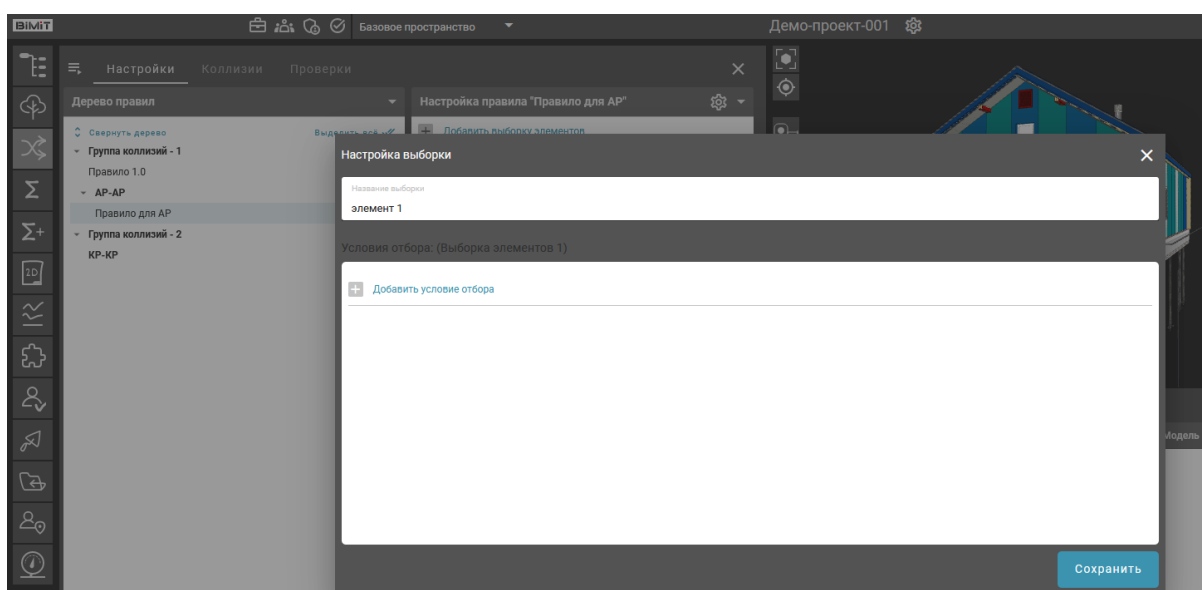 BIMiT
Базовое пространство
Демо-проект-001
Настройки
Коллизии
Проверки
Дерево правил
Настройка правила "Правило для АР"
Свернуть дерево
Выделить всё
Добавить выборку элементов
Группа коллизий - 1
Правило 1.0
АР-АР
Правило для АР
Группа коллизий - 2
КР-КР
Настройка выборки
Название выборки
элемент 1
Условия отбора: (Выборка элементов 1)
Добавить условие отбора
Модель
Сохранить